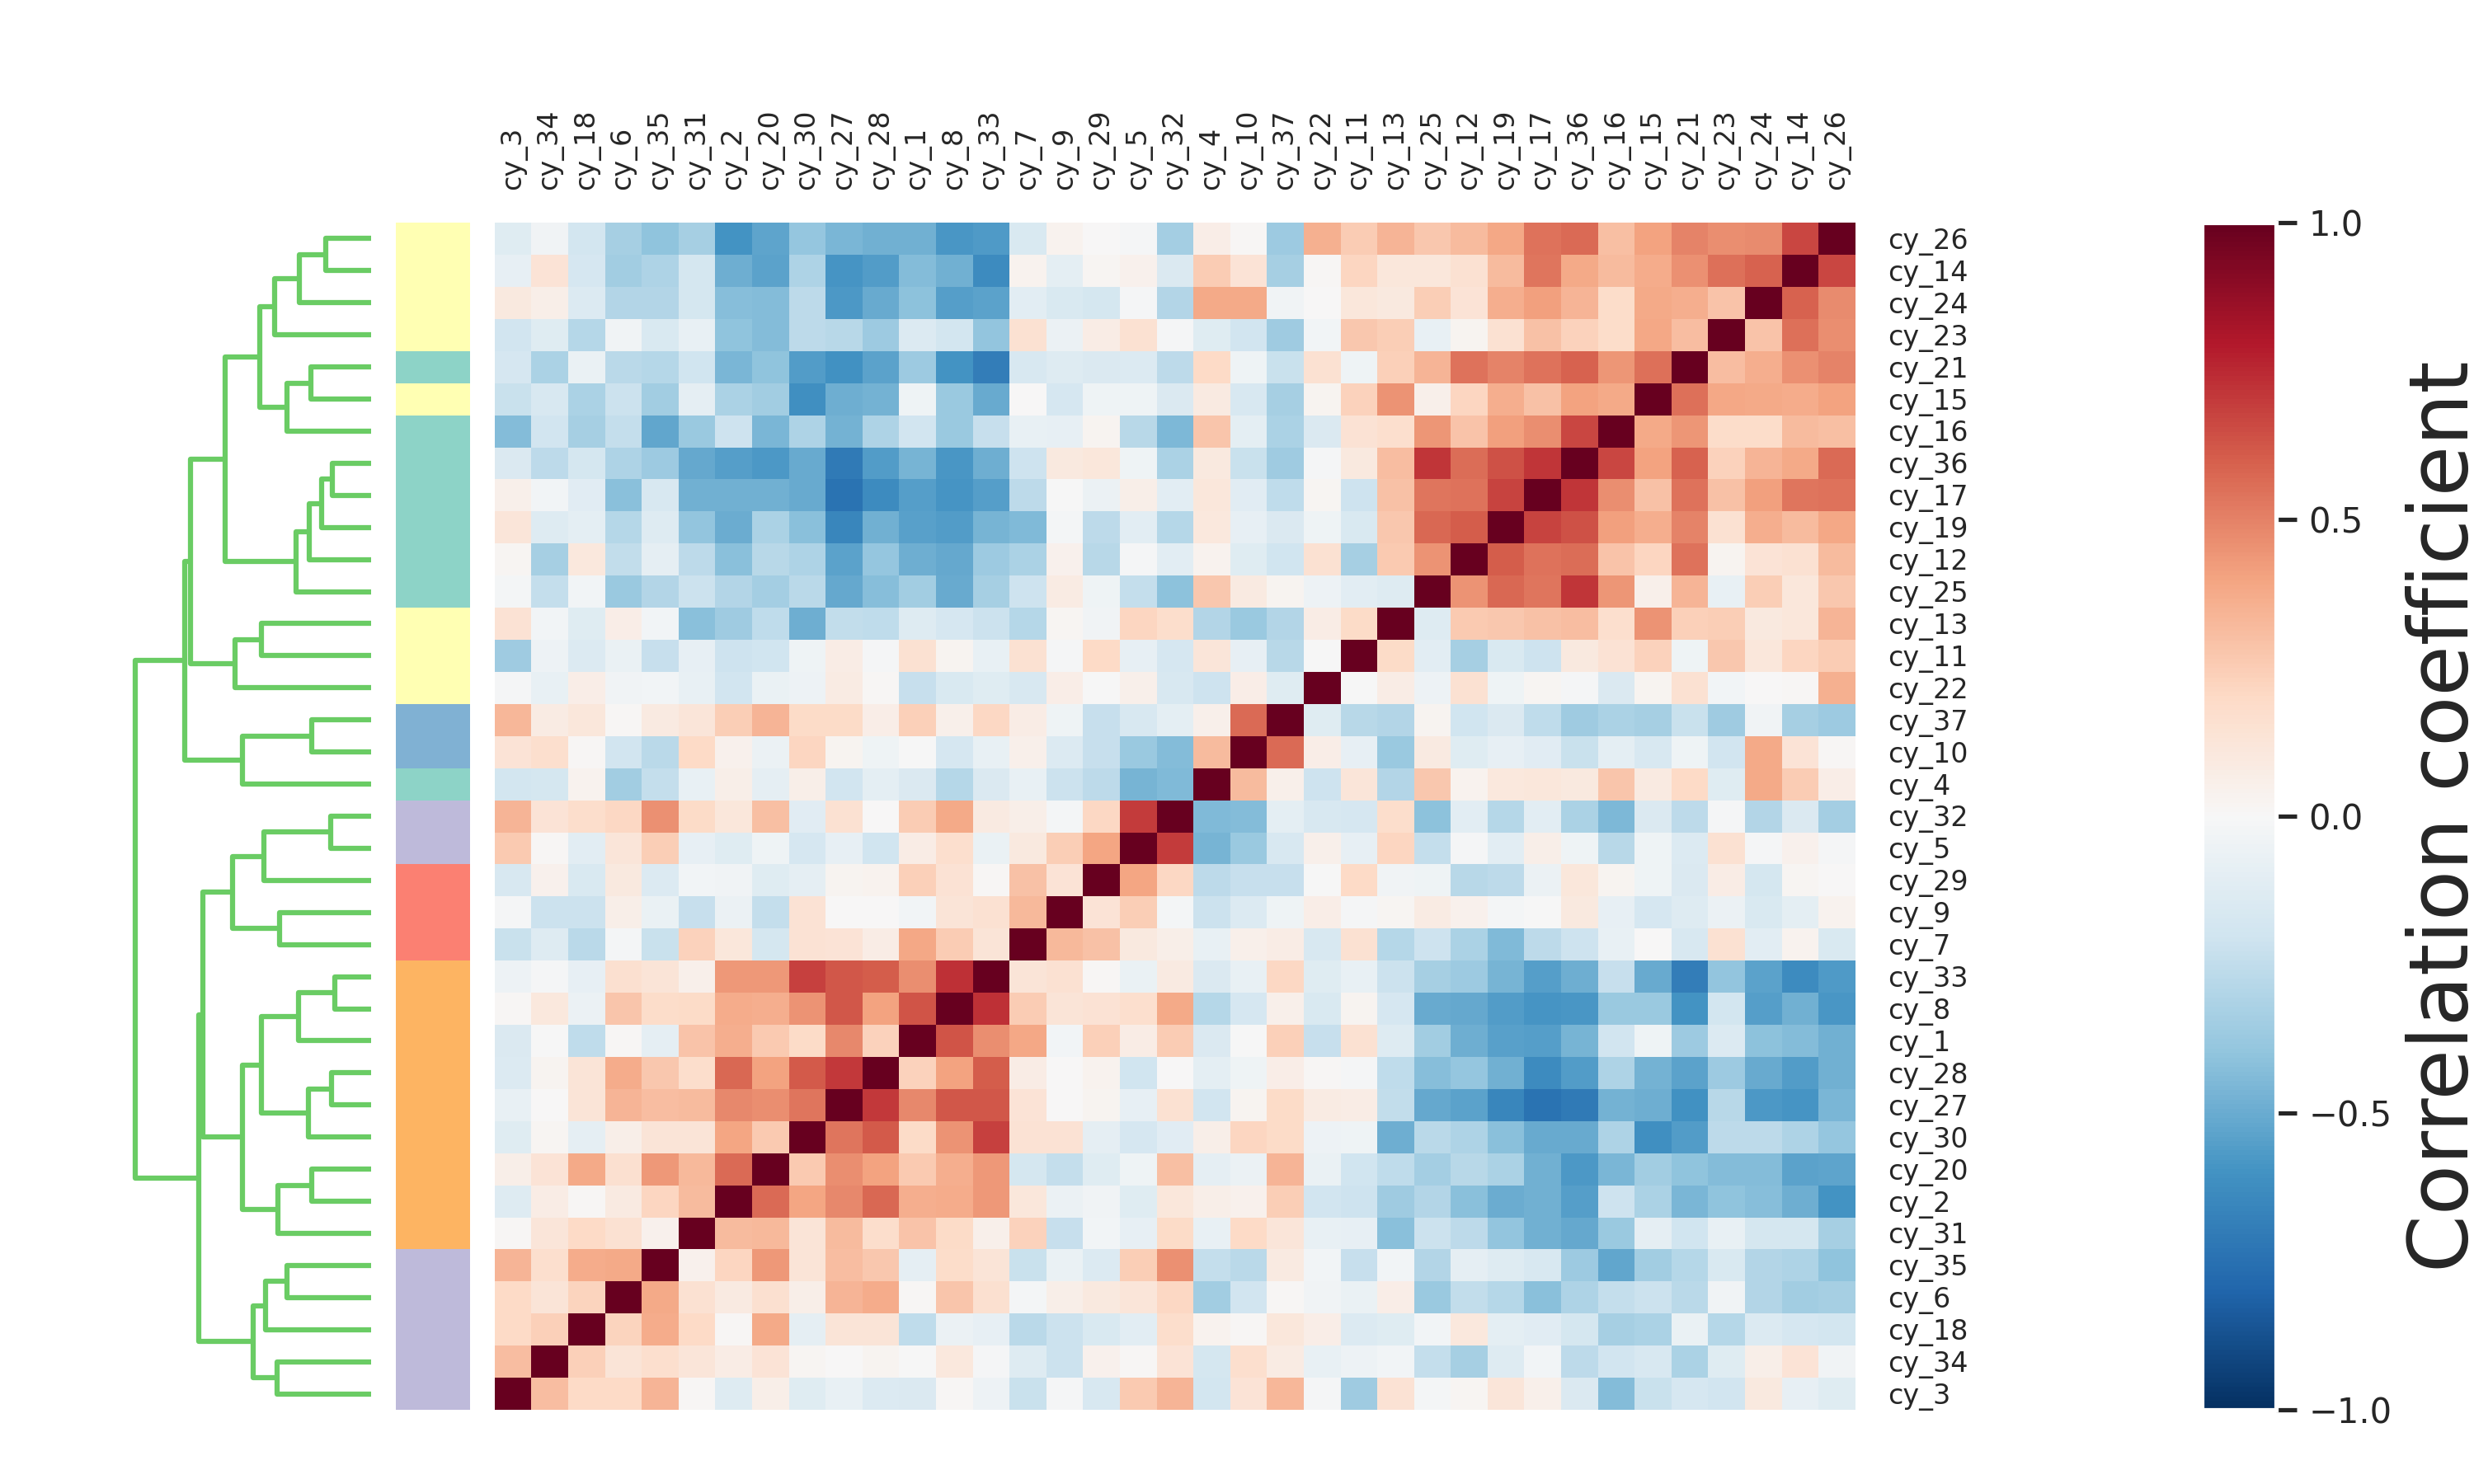 cy_3
cy_34
cy_18
cy_6
cy_35
cy_31
cy_2
cy_20
cy_30
cy_27
cy_28
cy_1
cy_8
cy_33
cy_7
cy_9
cy_29
cy_5
cy_32
cy_4
cy_10
cy_37
cy_22
cy_11
cy_13
cy_25
cy_12
cy_19
cy_17
cy_36
cy_16
cy_15
cy_21
cy_23
cy_24
cy_14
cy_26
cy_26
cy_14
cy_24
cy_23
cy_21
cy_15
cy_16
cy_36
cy_17
cy_19
cy_12
cy_25
cy_13
cy_11
cy_22
cy_37
cy_10
cy_4
cy_32
cy_5
cy_29
cy_9
cy_7
cy_33
cy_8
cy_1
cy_28
cy_27
cy_30
cy_20
cy_2
cy_31
cy_35
cy_6
cy_18
cy_34
cy_3
1.0
0.5
0.0
−0.5
−1.0
Correlation coefficient